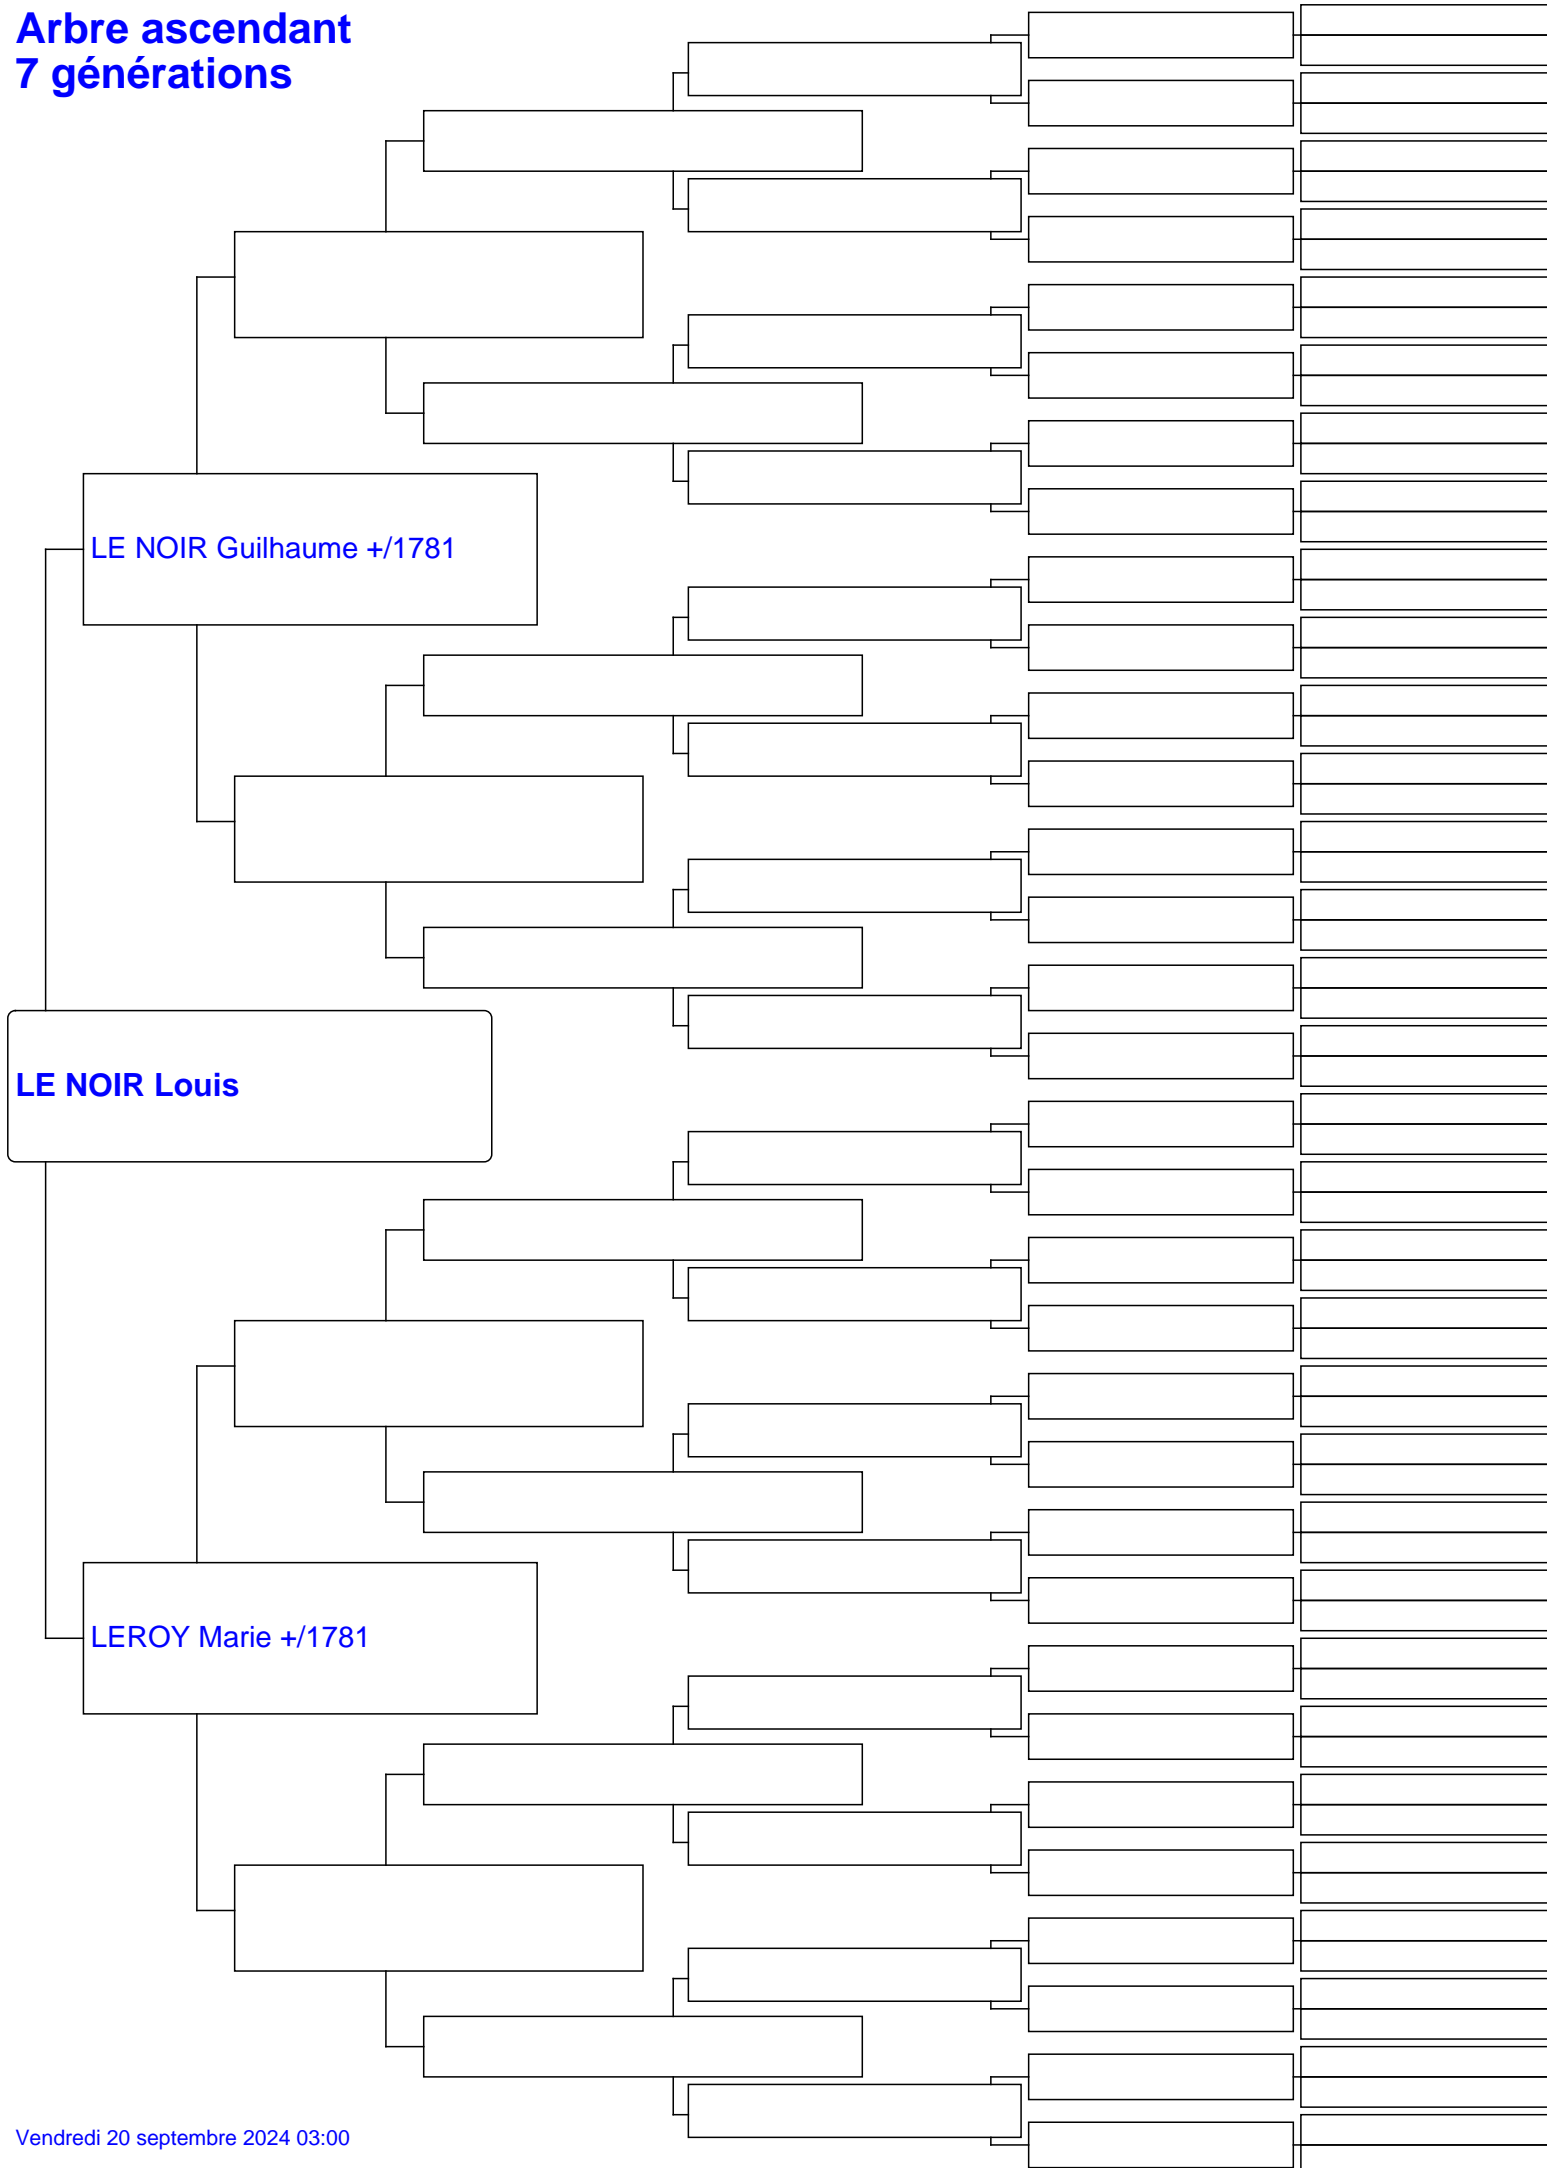 Arbre ascendant
7 générations
LE NOIR Guilhaume +/1781
LE NOIR Louis
LEROY Marie +/1781
Vendredi 20 septembre 2024 03:00